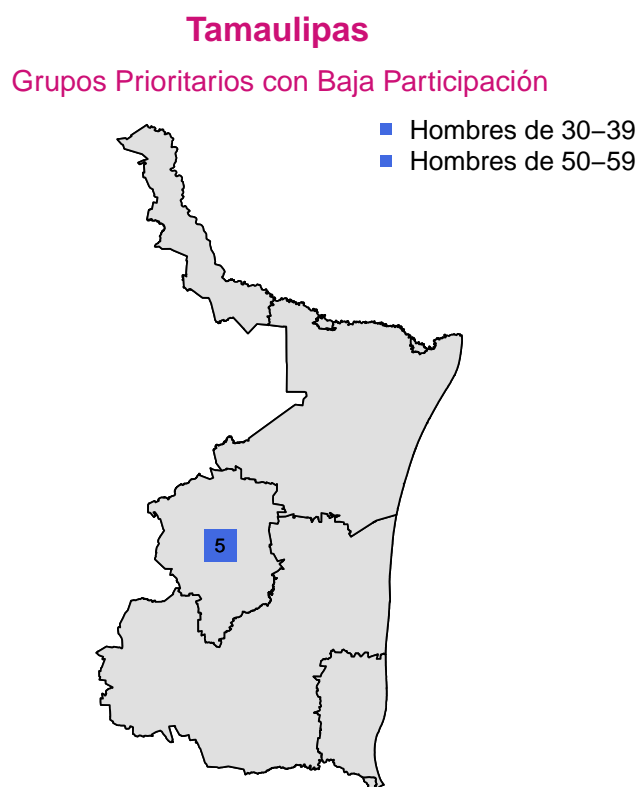 Tamaulipas
Grupos Prioritarios con Baja Participación
Hombres de 30−39
Hombres de 50−59
5